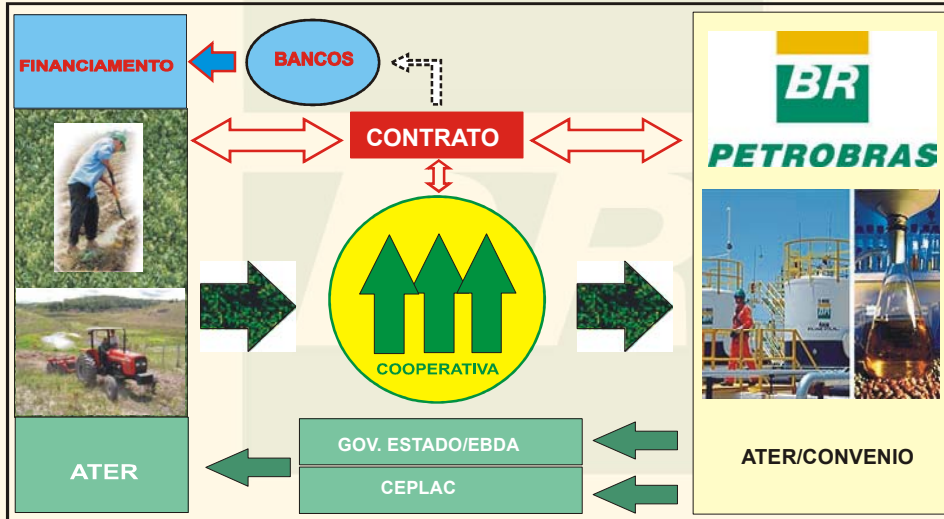 FINANCIAMENTO
BANCOS
CONTRATO
BR
PETROBRAS
COOPERATIVA
ATER
GOV. ESTADO/EBDA
CEPLAC
ATER/CONVENIO